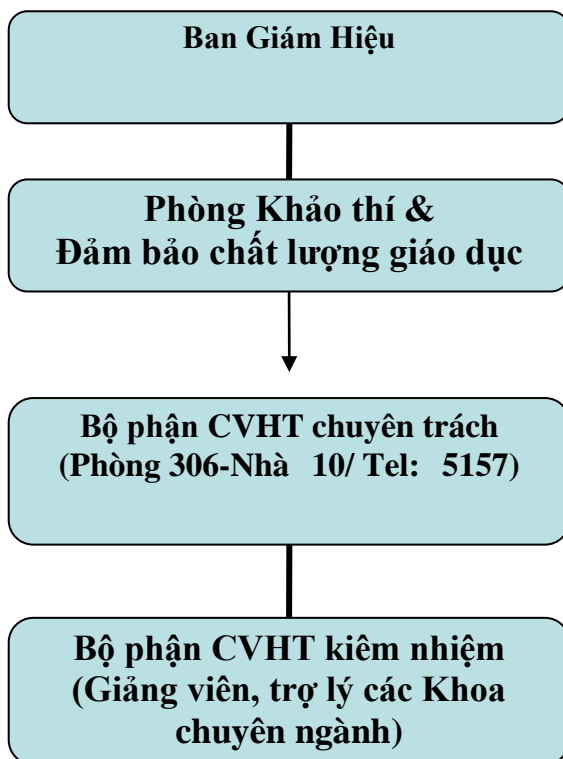 Ban Giám Hiệu
Phòng Khảo thí &
Đảm bảo chất lượng giáo dục
Bộ phận CVHT chuyên trách
(Phòng 306-Nhà 10/ Tel: 5157)
Bộ phận CVHT kiêm nhiệm
(Giảng viên, trợ lý các Khoa
chuyên ngành)